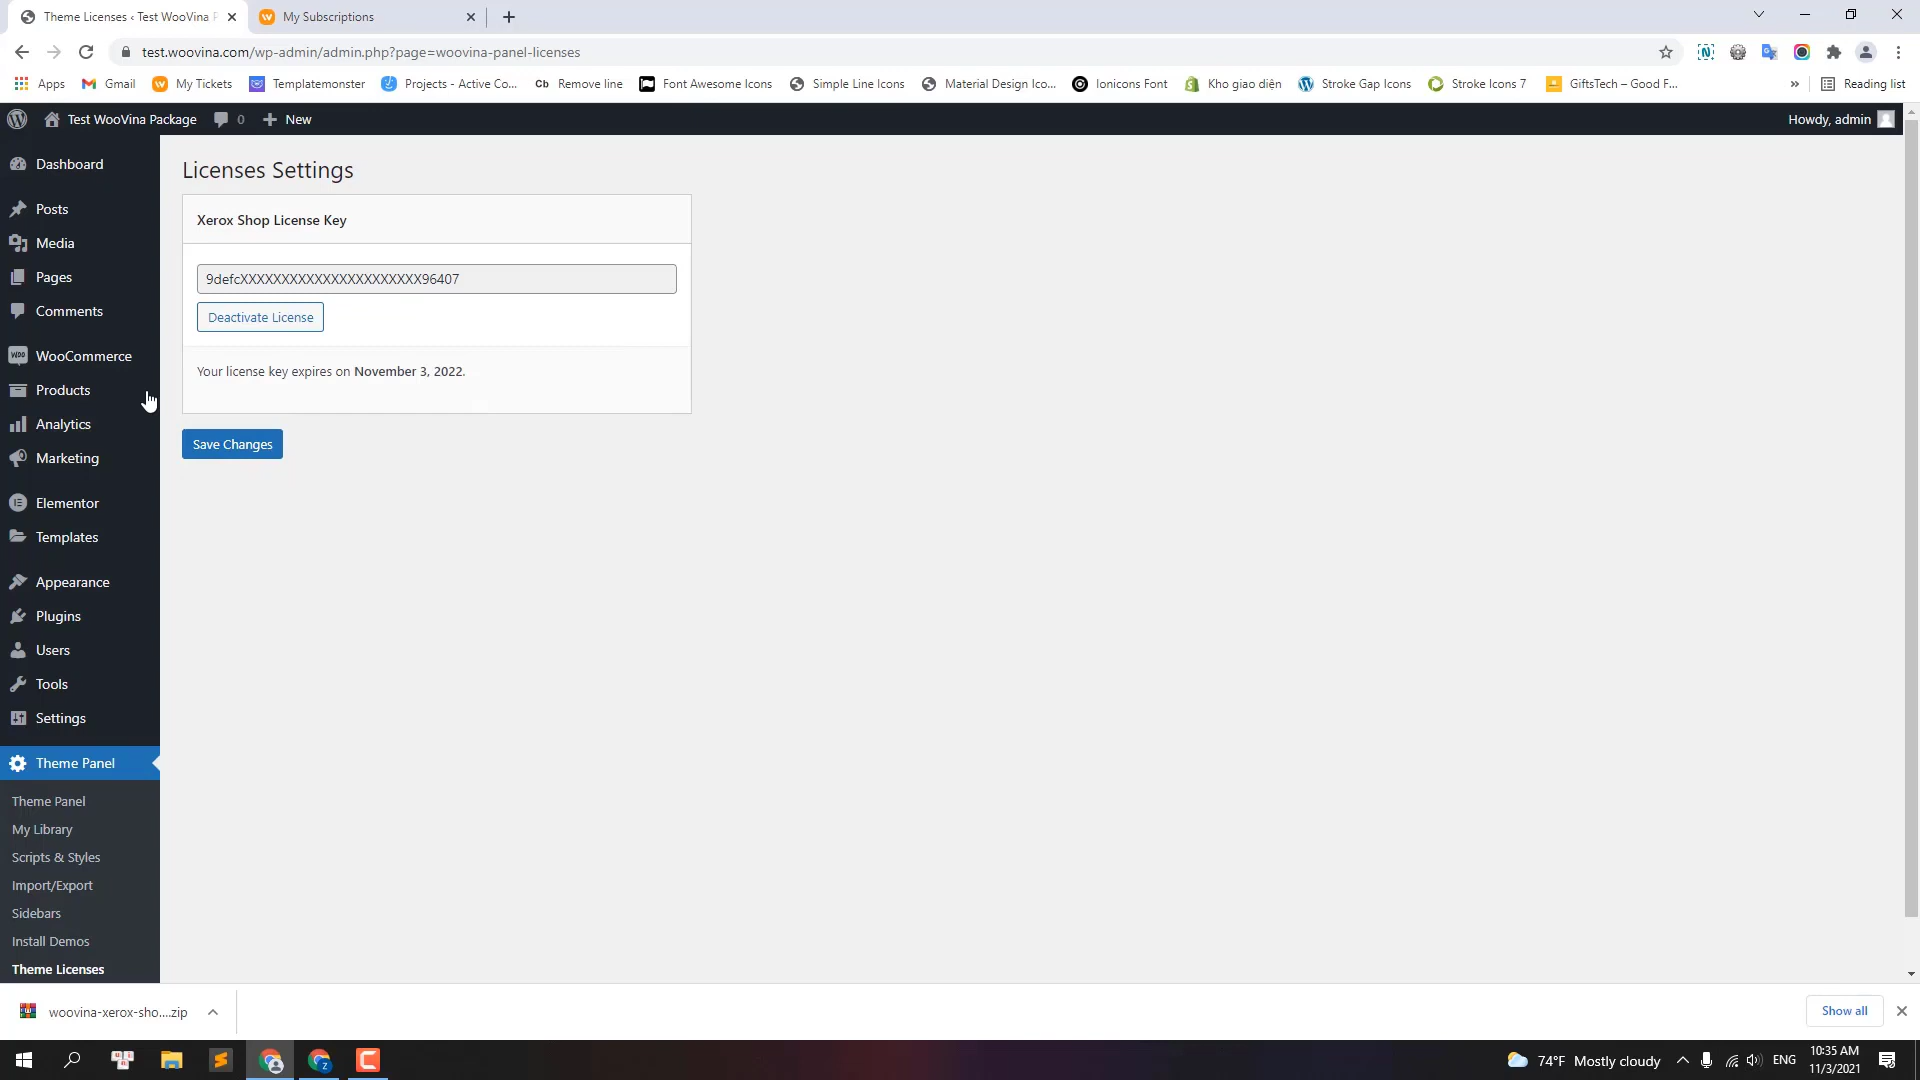 Theme Licenses ‹ Test WooVina P
My Subscriptions
test.woovina.com/wp-admin/admin.php?page=woovina-panel-licenses
Apps
Gmail
My Tickets
Templatemonster
Projects - Active Co...
Cb Remove line
Font Awesome Icons
Simple Line Icons
Material Design Ico...
Ionicons Font
Kho giao diện
Stroke Gap Icons
Stroke Icons 7
GiftsTech – Good F...
»
Reading list
Test WooVina Package
0
New
Howdy, admin
Dashboard
Posts
Media
Pages
Comments
WooCommerce
Products
Analytics
Marketing
Elementor
Templates
Appearance
Plugins
Users
Tools
Settings
Theme Panel
Theme Panel
My Library
Scripts & Styles
Import/Export
Sidebars
Install Demos
Theme Licenses
Licenses Settings
Xerox Shop License Key
9defcXXXXXXXXXXXXXXXXXXXXXX96407
Deactivate License
Your license key expires on November 3, 2022.
Save Changes
woovina-xerox-sho....zip
Show all
74°F Mostly cloudy
ENG
10:35 AM
11/3/2021